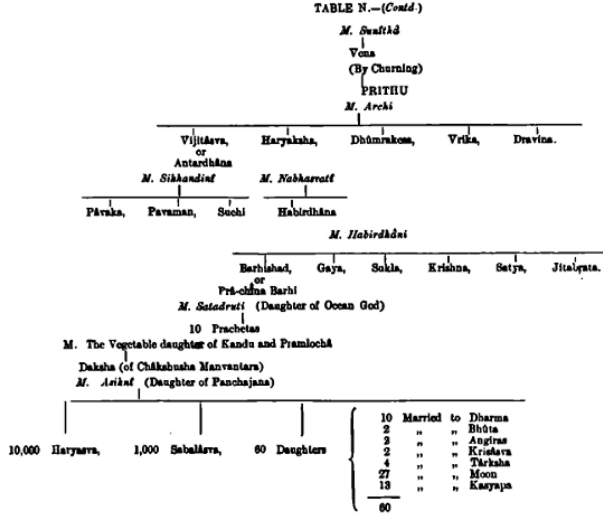 TABLE N.—(Contd.)
M. Sunîthâ
Vena
(By Churning)
PRITHU
M. Archi
Vijitâsva, Haryaksha, Dhûmrakesa, Vrika, Dravina.
or
Antardhâna
M. Sikhandinî M. Nabhasvatî
Pâvaka, Pavaman, Suchi Habirdhâna
M. Habirdhâni
Barhishad, Gaya, Sukla, Krishna, Satya, Jitabrata.
or
Prâ-chîna Barhi
M. Satadruti (Daughter of Ocean God)
10 Prachetas
M. The Vegetable daughter of Kandu and Pramlochâ
Daksha (of Châkshusha Manvantara)
M. Asiknî (Daughter of Panchajana)
10,000 Haryasva, 1,000 Sabalâsva, 60 Daughters
10 Married to Dharma
2 „ „ Bhûta
2 „ „ Angiras
2 „ „ Krisâsva
4 „ „ Târksha
27 „ „ Moon
13 „ „ Kasyapa
60